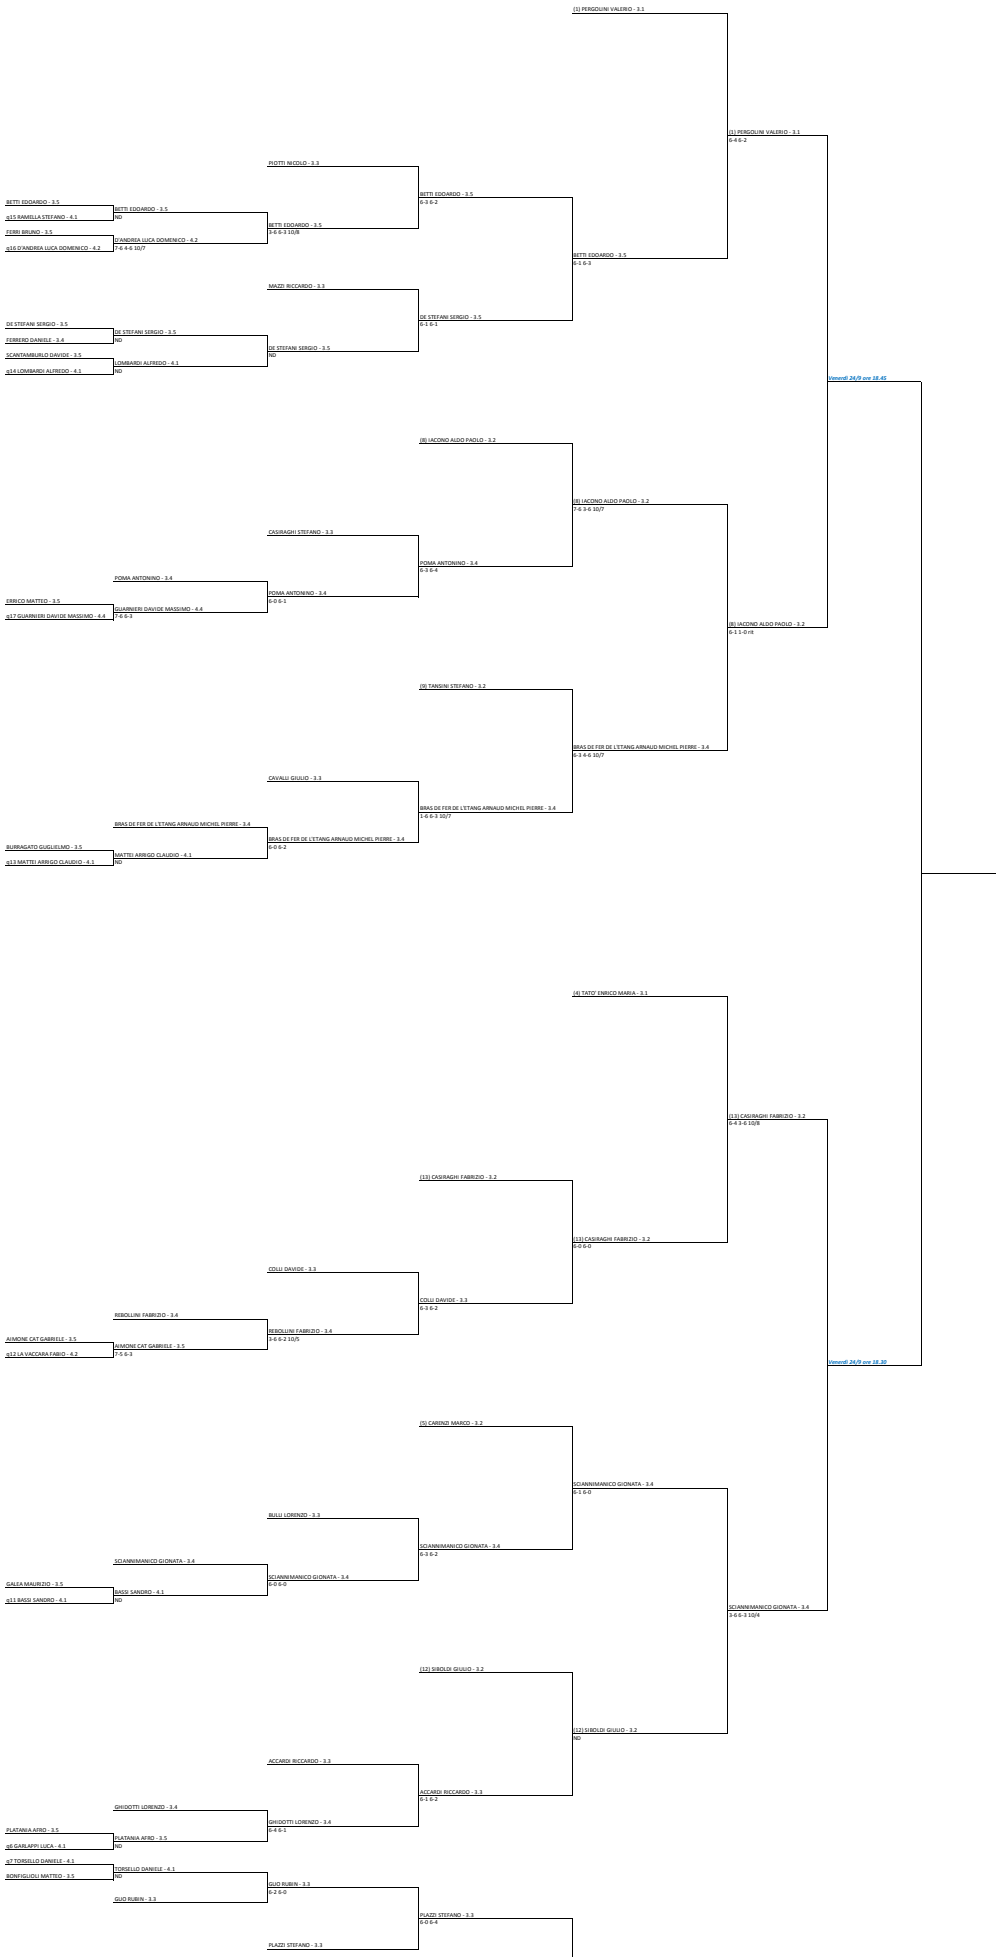 (1) PERGOLINI VALERIO - 3.1
(1) PERGOLINI VALERIO - 3.1
6-4 6-2
PIOTTI NICOLO - 3.3
BETTI EDOARDO - 3.5
6-3 6-2
BETTI EDOARDO - 3.5
q15 RAMELLA STEFANO - 4.1
BETTI EDOARDO - 3.5
ND
BETTI EDOARDO - 3.5
3-6 6-3 10/8
FERRI BRUNO - 3.5
q16 D'ANDREA LUCA DOMENICO - 4.2
D'ANDREA LUCA DOMENICO - 4.2
7-6 4-6 10/7
BETTI EDOARDO - 3.5
6-1 6-3
MAZZI RICCARDO - 3.3
DE STEFANI SERGIO - 3.5
6-1 6-1
DE STEFANI SERGIO - 3.5
FERRERO DANIELE - 3.4
DE STEFANI SERGIO - 3.5
ND
DE STEFANI SERGIO - 3.5
ND
SCANTAMBURLO DAVIDE - 3.5
q14 LOMBARDI ALFREDO - 4.1
LOMBARDI ALFREDO - 4.1
ND
Venerdì 24/9 ore 18.45
(8) IACONO ALDO PAOLO - 3.2
(8) IACONO ALDO PAOLO - 3.2
7-6 3-6 10/7
CASIRAGHI STEFANO - 3.3
POMA ANTONINO - 3.4
6-3 6-4
POMA ANTONINO - 3.4
POMA ANTONINO - 3.4
6-0 6-1
ERRICO MATTEO - 3.5
q17 GUARNIERI DAVIDE MASSIMO - 4.4
GUARNIERI DAVIDE MASSIMO - 4.4
7-6 6-3
(8) IACONO ALDO PAOLO - 3.2
6-1 1-0 rit
(9) TANSINI STEFANO - 3.2
BRAS DE FER DE L'ETANG ARNAUD MICHEL PIERRE - 3.4
6-3 4-6 10/7
CAVALLI GIULIO - 3.3
BRAS DE FER DE L'ETANG ARNAUD MICHEL PIERRE - 3.4
1-6 6-3 10/7
BRAS DE FER DE L'ETANG ARNAUD MICHEL PIERRE - 3.4
BRAS DE FER DE L'ETANG ARNAUD MICHEL PIERRE - 3.4
6-0 6-2
BURRAGATO GUGLIELMO - 3.5
q13 MATTEI ARRIGO CLAUDIO - 4.1
MATTEI ARRIGO CLAUDIO - 4.1
ND
(4) TATO' ENRICO MARIA - 3.1
(13) CASIRAGHI FABRIZIO - 3.2
6-4 3-6 10/8
(13) CASIRAGHI FABRIZIO - 3.2
(13) CASIRAGHI FABRIZIO - 3.2
6-0 6-0
COLLI DAVIDE - 3.3
COLLI DAVIDE - 3.3
6-3 6-2
REBOLLINI FABRIZIO - 3.4
REBOLLINI FABRIZIO - 3.4
3-6 6-2 10/5
AIMONE CAT GABRIELE - 3.5
q12 LA VACCARA FABIO - 4.2
AIMONE CAT GABRIELE - 3.5
7-5 6-3
Venerdì 24/9 ore 18.30
(5) CARENZI MARCO - 3.2
SCIANNIMANICO GIONATA - 3.4
6-1 6-0
BULLI LORENZO - 3.3
SCIANNIMANICO GIONATA - 3.4
6-3 6-2
SCIANNIMANICO GIONATA - 3.4
SCIANNIMANICO GIONATA - 3.4
6-0 6-0
GALEA MAURIZIO - 3.5
q11 BASSI SANDRO - 4.1
BASSI SANDRO - 4.1
ND
SCIANNIMANICO GIONATA - 3.4
3-6 6-3 10/4
(12) SIBOLDI GIULIO - 3.2
(12) SIBOLDI GIULIO - 3.2
ND
ACCARDI RICCARDO - 3.3
ACCARDI RICCARDO - 3.3
6-1 6-2
GHIDOTTI LORENZO - 3.4
GHIDOTTI LORENZO - 3.4
6-4 6-1
PLATANIA AFRO - 3.5
q6 GARLAPPI LUCA - 4.1
PLATANIA AFRO - 3.5
ND
q7 TORSELLO DANIELE - 4.1
BONFIGLIOLI MATTEO - 3.5
TORSELLO DANIELE - 4.1
ND
GLIO RUBIN - 3.3
6-2 6-0
GLIO RUBIN - 3.3
PLAZZI STEFANO - 3.3
6-0 6-4
PLAZZI STEFANO - 3.3